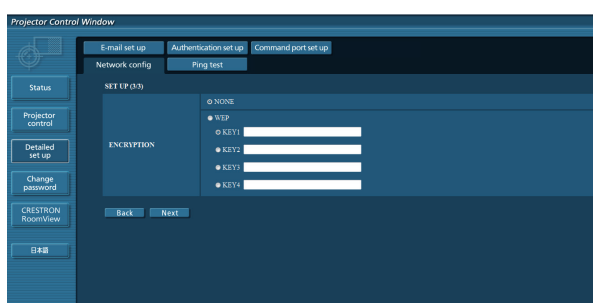 Projector Control Window
E-mail set up
Authentication set up
Command port set up
Network config
Ping test
Status
Projector
control
Detailed
set up
Change
password
CRESTRON
RoomView
日本語
SET UP (3/3)
ENCRYPTION
NONE
WEP
KEY1
KEY2
KEY3
KEY4
Back
Next